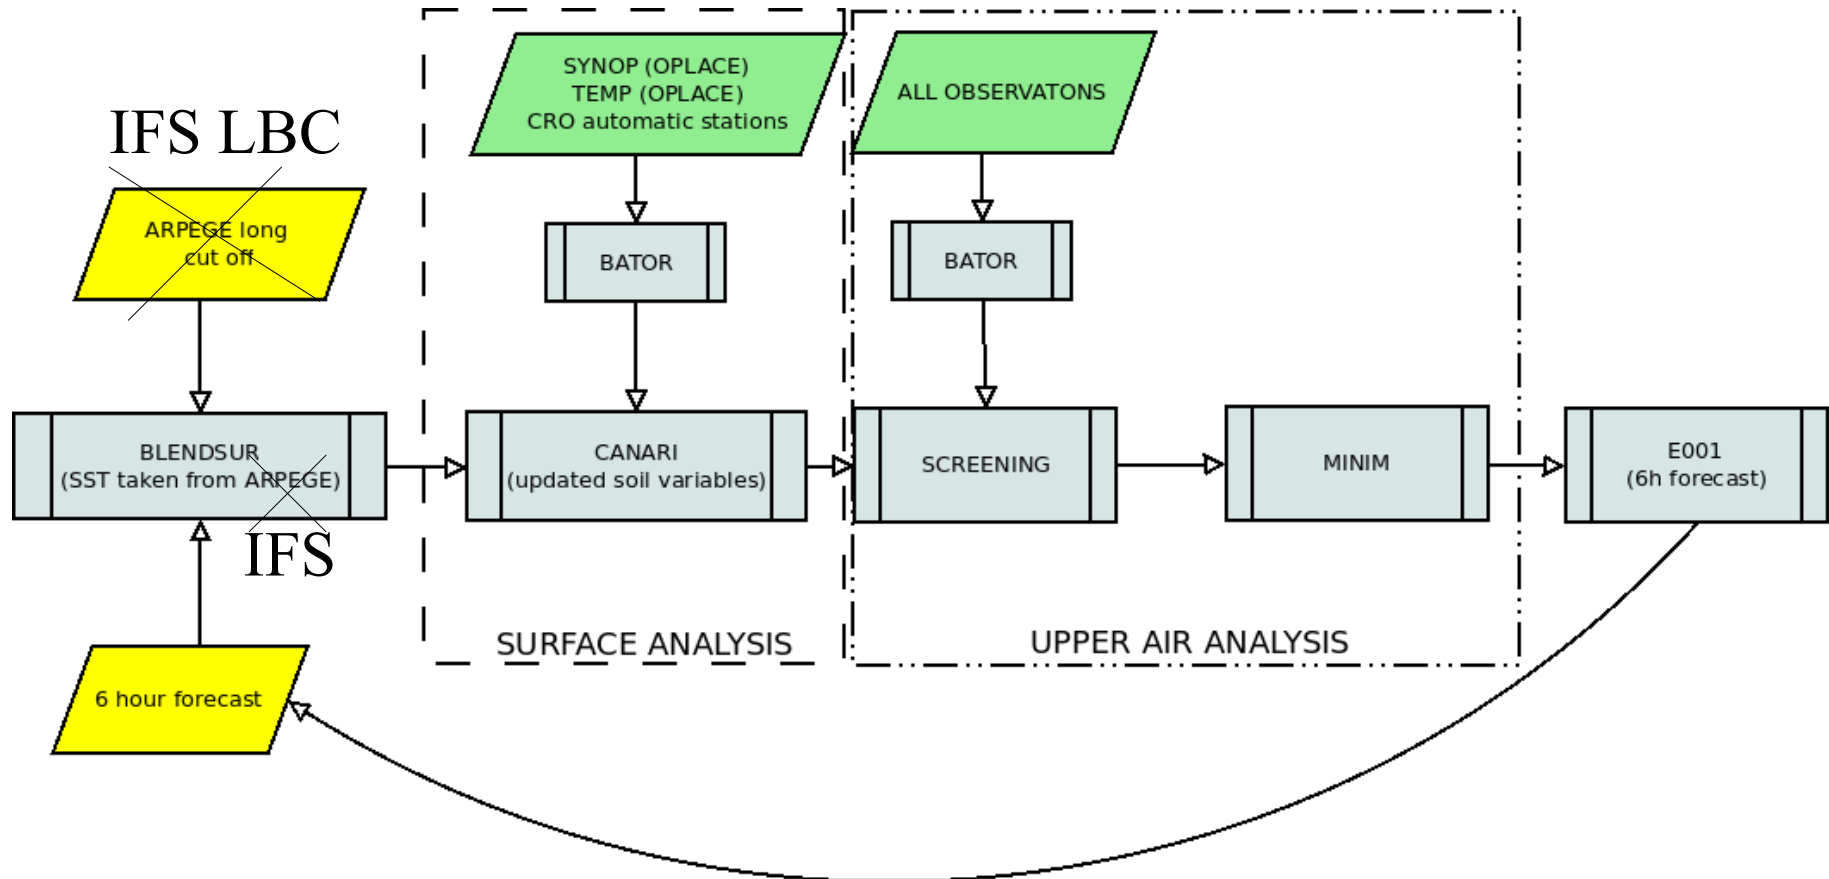 IFS LBC
ARPEGE long
cut off
SYNOP (OPLACE)
TEMP (OPLACE)
CRO automatic stations
ALL OBSERVATONS
BATOR
BATOR
BLENDSUR
(SST taken from ARPEGE)
IFS
CANARI
(updated soil variables)
SCREENING
MINIM
E001
(6h forecast)
SURFACE ANALYSIS
UPPER AIR ANALYSIS
6 hour forecast